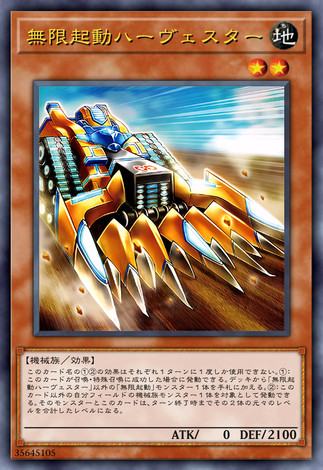 無限起動ハーヴェスター
地
【機械族／効果】
このカード名の①②の効果はそれぞれ１ターンに１度しか使用できない。①：
このカードが召喚・特殊召喚に成功した場合に発動できる。デッキから「無限起
動ハーヴェスター」以外の「無限起動」モンスター１体を手札に加える。②：この
カード以外の自分フィールドの機械族モンスター１体を対象として発動でき
る。そのモンスターとこのカードは、ターン終了時までその２体の元々のレベ
ルを合計したレベルになる。
ATK/ 0 DEF/2100
35645105